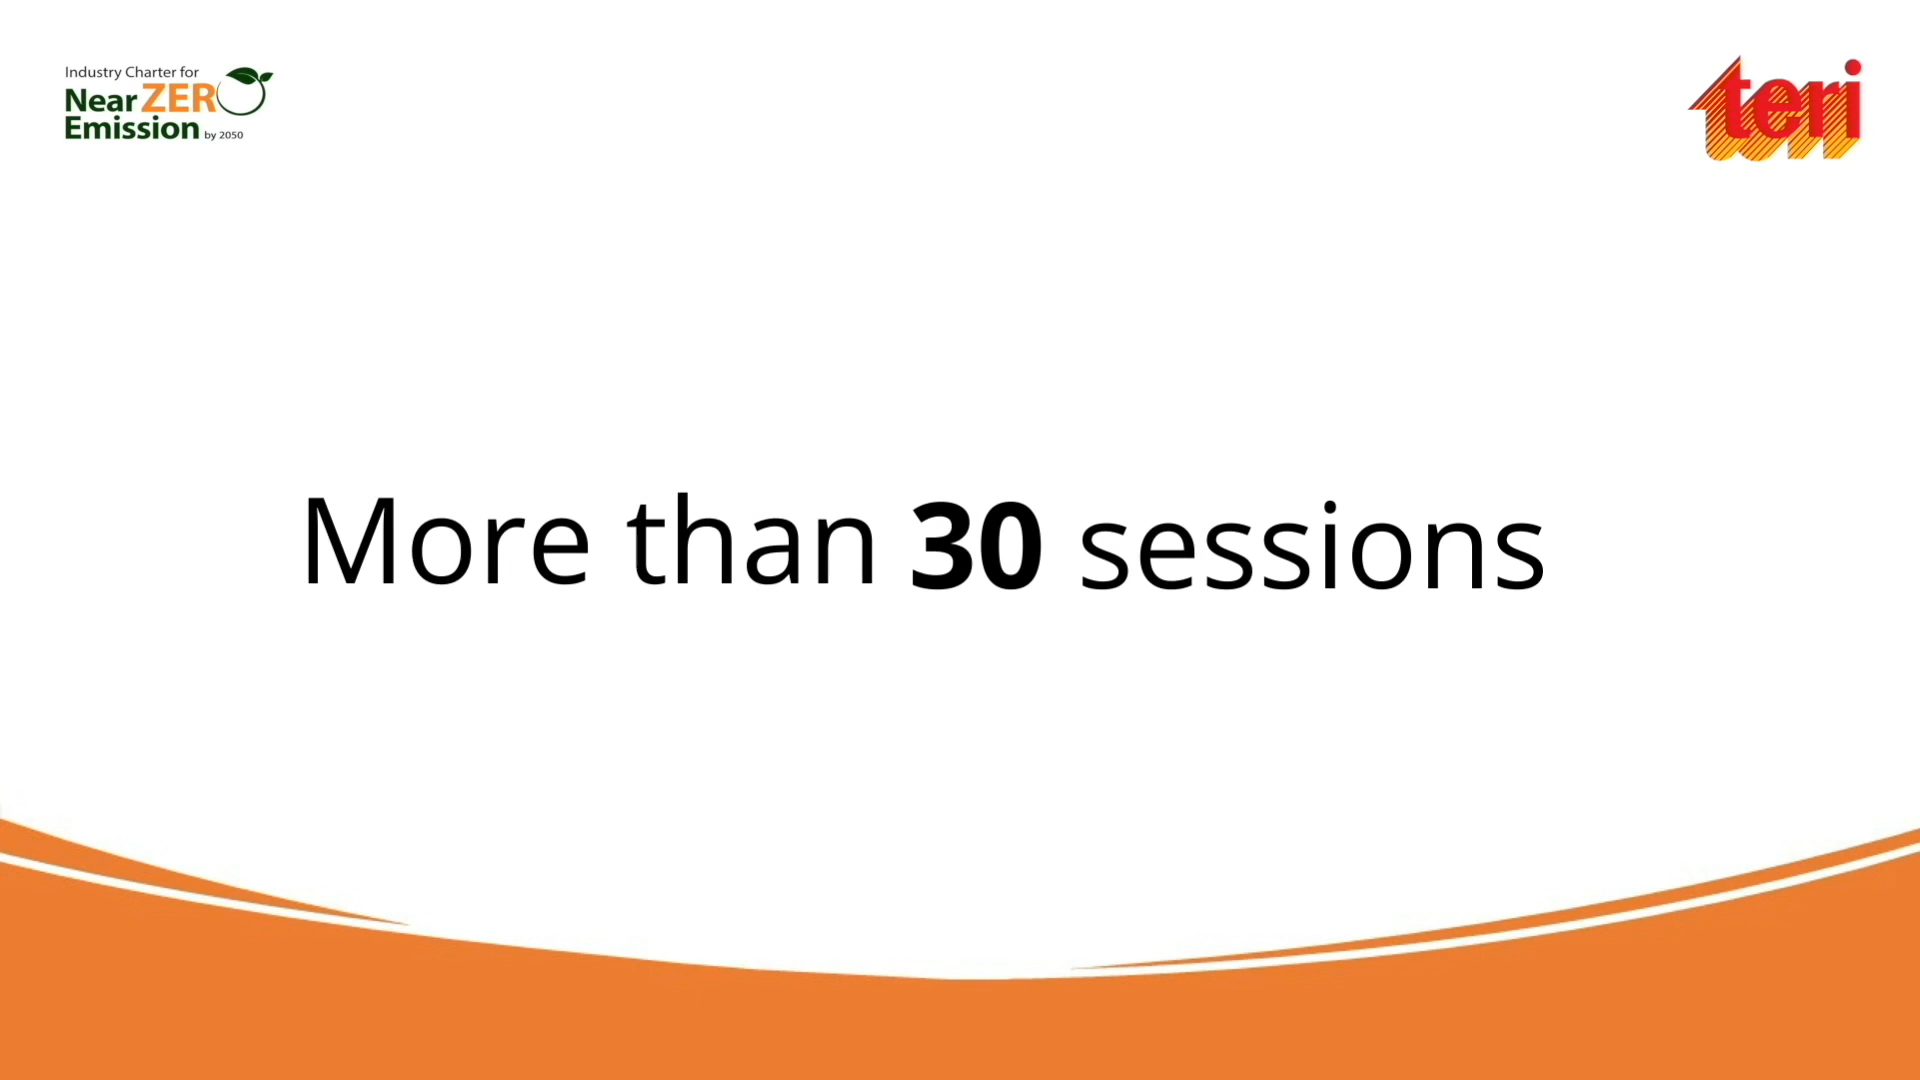 Industry Charter for
Near ZERO
Emission by 2050
teri
More than 30 sessions